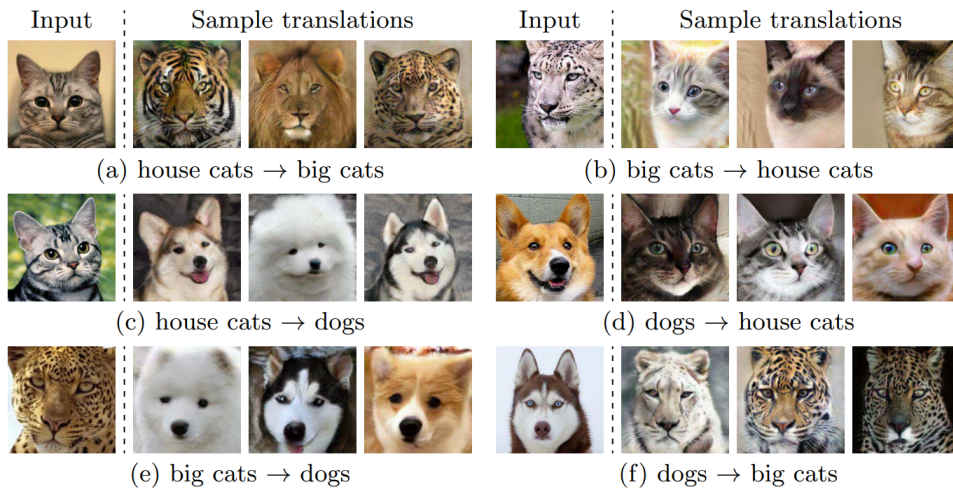 Input Sample translations Input Sample translations
(a) house cats → big cats (b) big cats → house cats
(c) house cats → dogs (d) dogs → house cats
(e) big cats → dogs (f) dogs → big cats